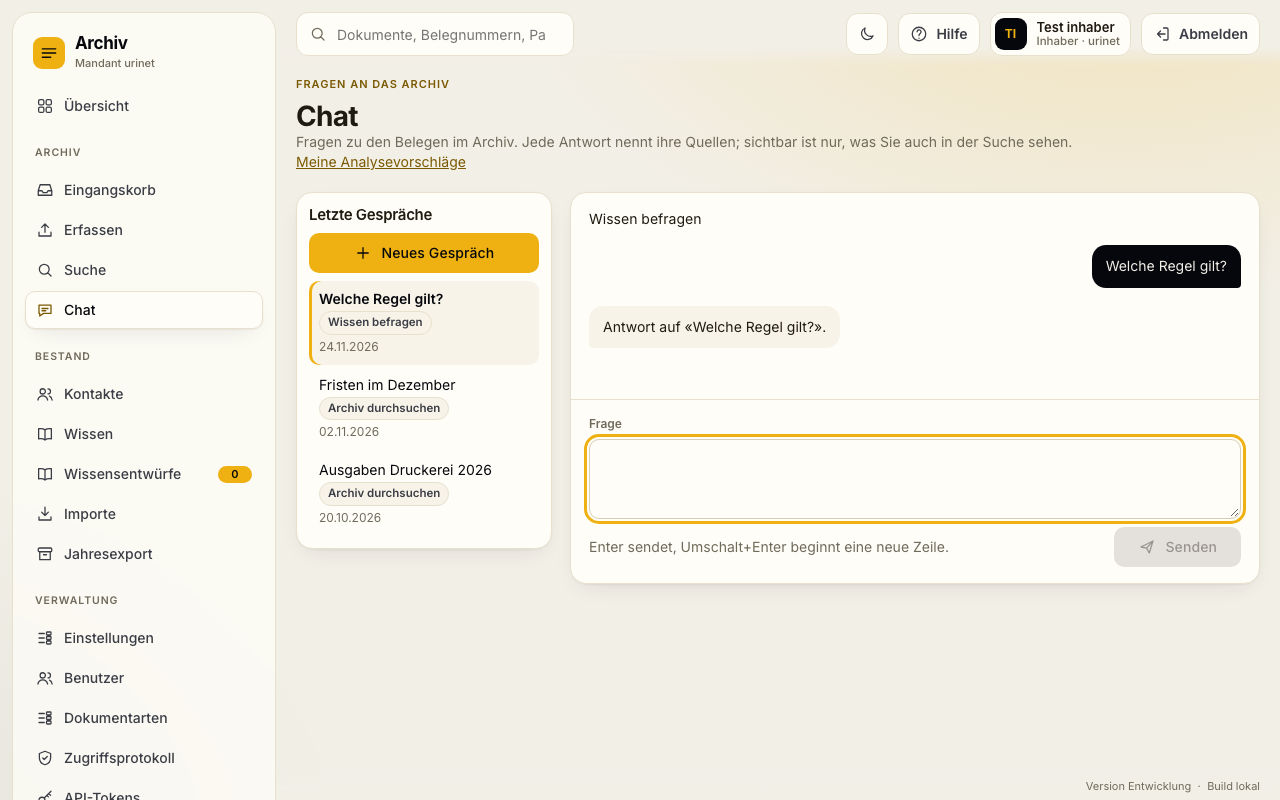 Archiv
Mandant urinet
Übersicht
ARCHIV
Eingangskorb
Erfassen
Suche
Chat
BESTAND
Kontakte
Wissen
Wissensentwürfe
0
Importe
Jahresexport
VERWALTUNG
Einstellungen
Benutzer
Dokumentarten
Zugriffsprotokoll
API-Tokens
Dokumente, Belegnummern, Pa
Hilfe
TI
Test inhaber
Inhaber · urinet
Abmelden
FRAGEN AN DAS ARCHIV
Chat
Fragen zu den Belegen im Archiv. Jede Antwort nennt ihre Quellen; sichtbar ist nur, was Sie auch in der Suche sehen.
Meine Analysevorschläge
Letzte Gespräche
Neues Gespräch
Welche Regel gilt?
Wissen befragen
24.11.2026
Fristen im Dezember
Archiv durchsuchen
02.11.2026
Ausgaben Druckerei 2026
Archiv durchsuchen
20.10.2026
Wissen befragen
Welche Regel gilt?
Antwort auf «Welche Regel gilt?».
Frage
Enter sendet, Umschalt+Enter beginnt eine neue Zeile.
Senden
Version Entwicklung · Build lokal